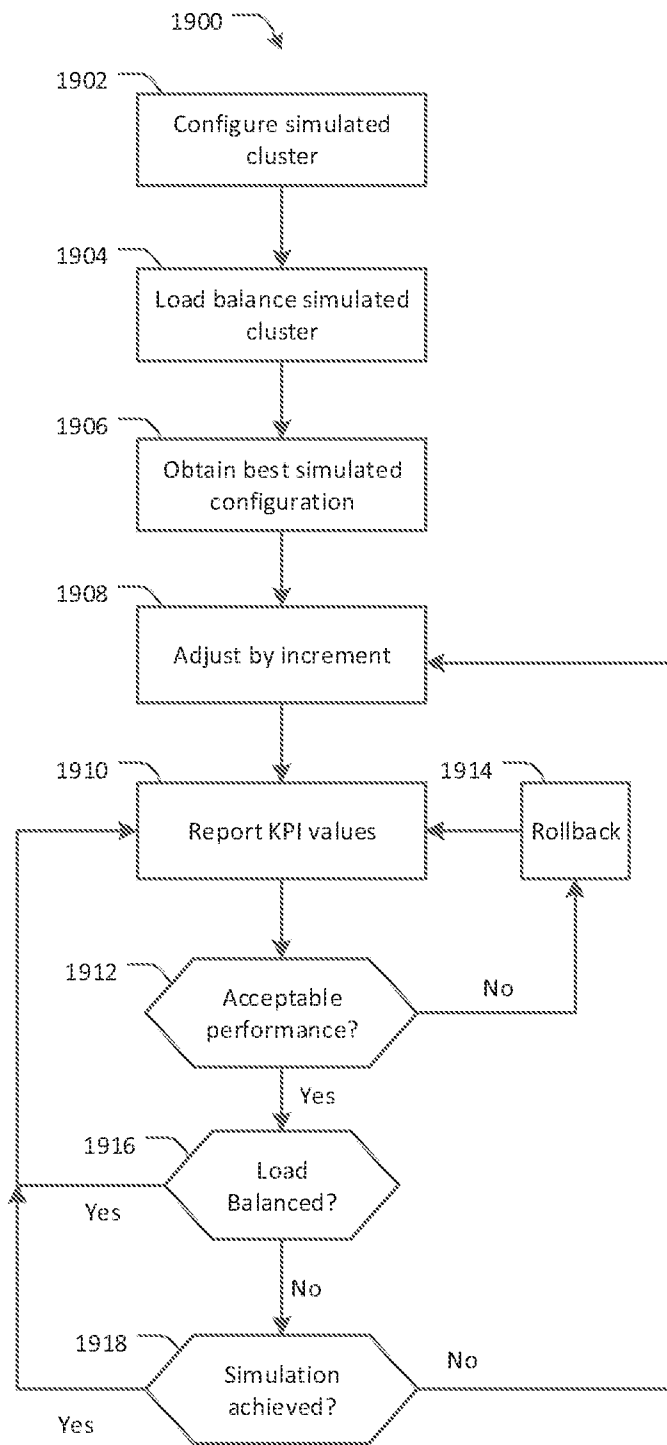 1900
1902
Configure simulated
cluster
1904
Load balance simulated
cluster
1906
Obtain best simulated
configuration
1908
Adjust by increment
1910
1914
Report KPI values
Rollback
1912
Acceptable
performance?
No
Yes
1916
Load
Balanced?
Yes
No
1918
Simulation
achieved?
No
Yes